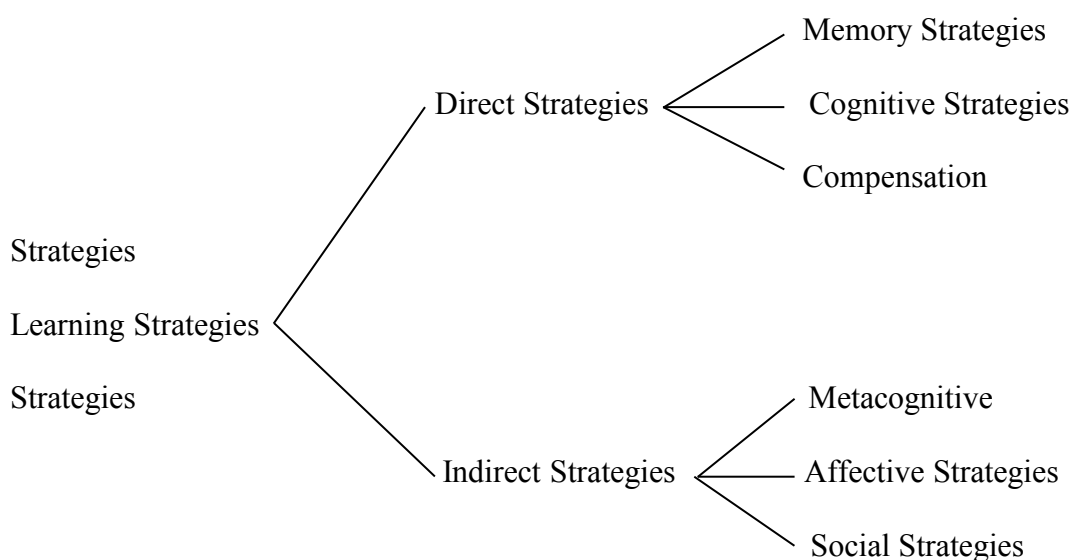 Memory Strategies
Direct Strategies
Cognitive Strategies
Compensation
Strategies
Learning Strategies
Strategies
Metacognitive
Indirect Strategies
Affective Strategies
Social Strategies